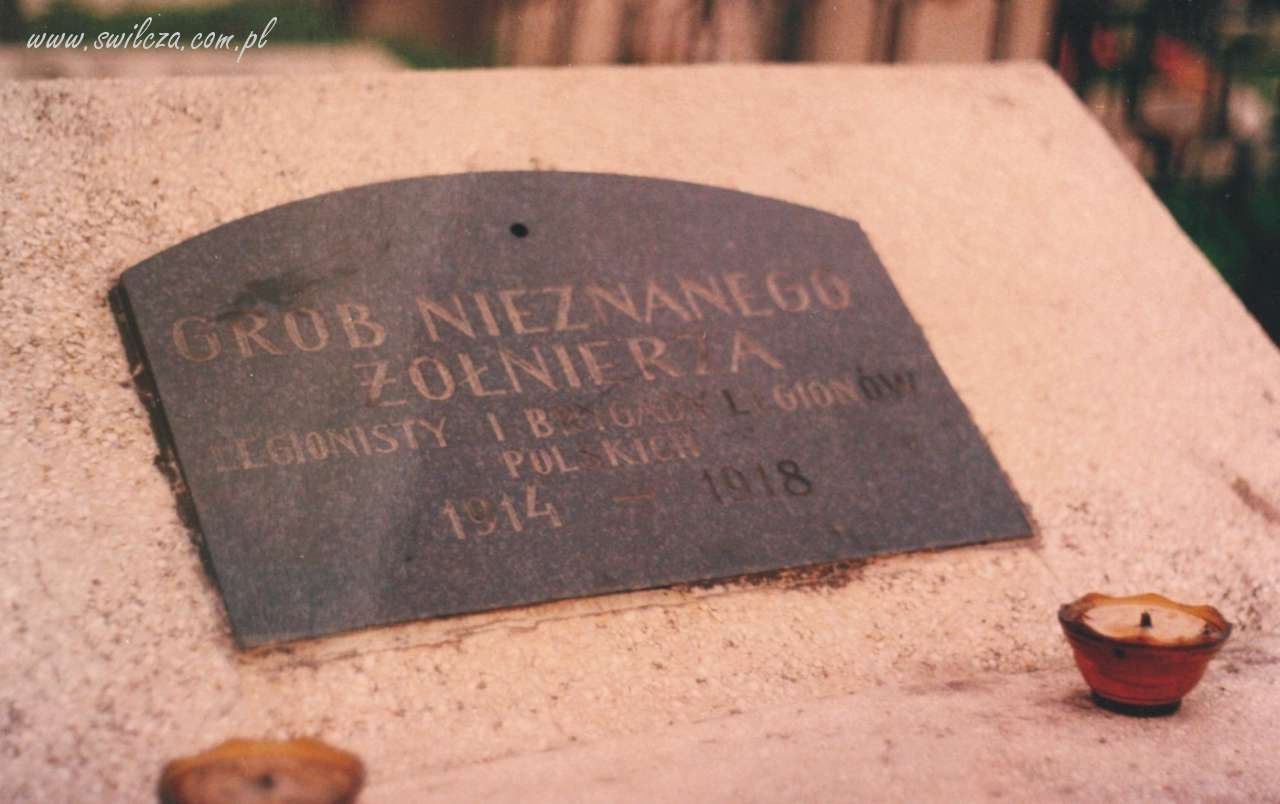 www.swilcza.com.pl
GRÓB NIEZNANEGO
ŻOŁNIERZA
LEGIONISTY I BRYGADY LEGIONÓW
POLSKICH
1914 - 1918